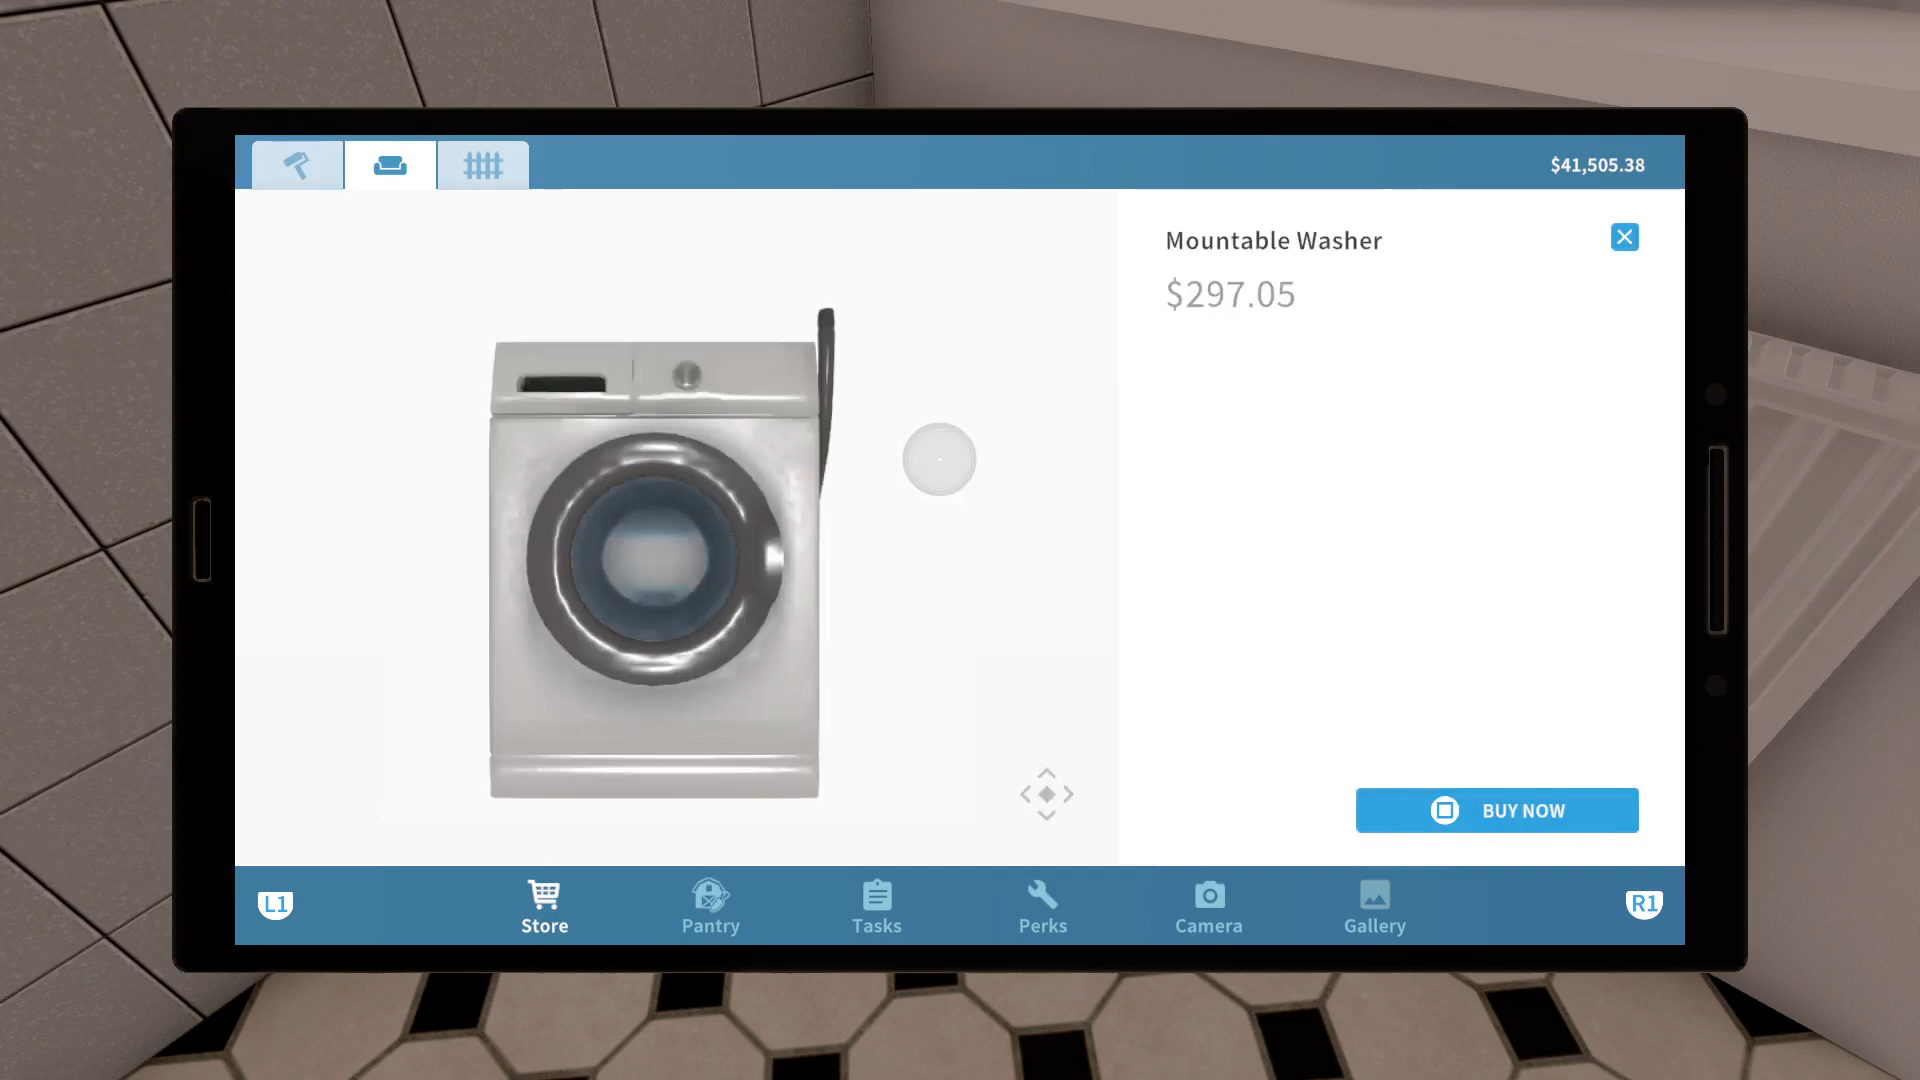 $41,505.38
Mountable Washer
$297.05
BUY NOW
L1
Store
Pantry
Tasks
Perks
Camera
Gallery
R1